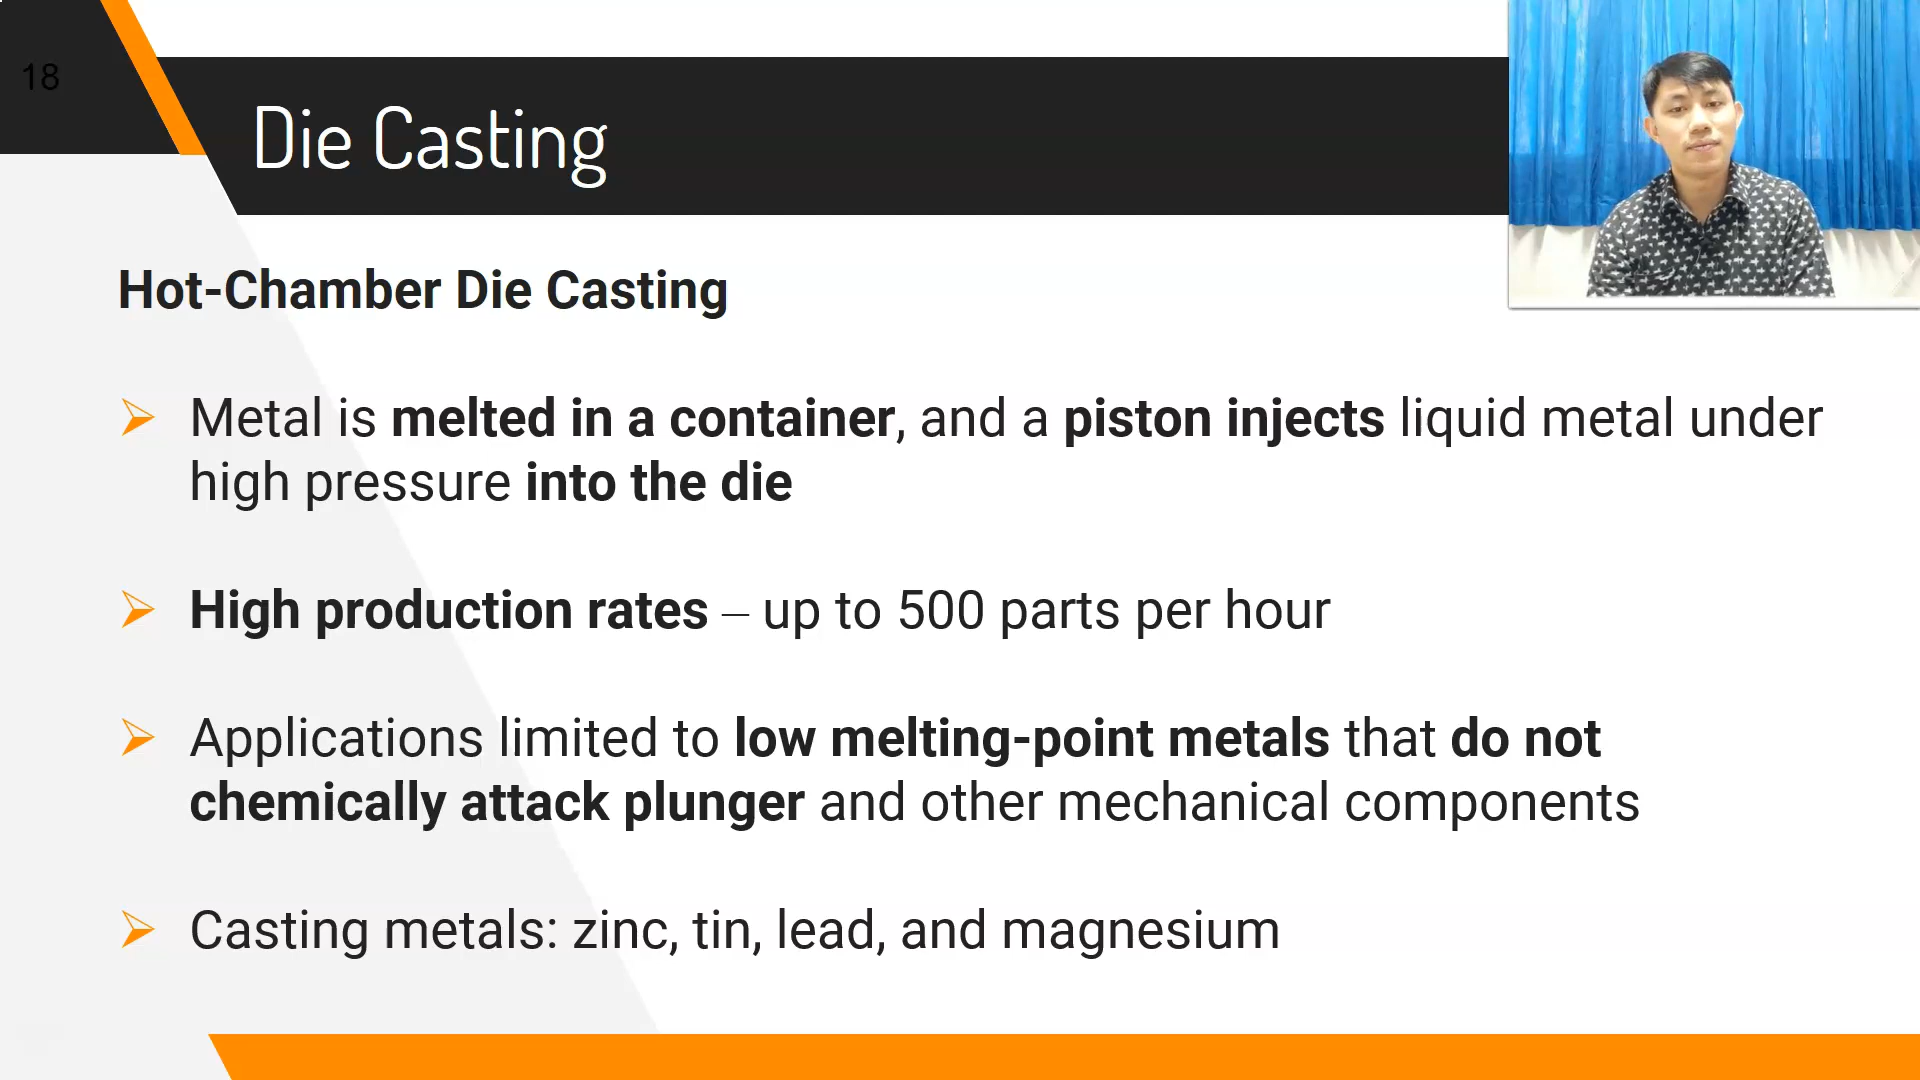 18
Die Casting
Hot-Chamber Die Casting
Metal is melted in a container, and a piston injects liquid metal under
high pressure into the die
High production rates – up to 500 parts per hour
Applications limited to low melting-point metals that do not
chemically attack plunger and other mechanical components
Casting metals: zinc, tin, lead, and magnesium